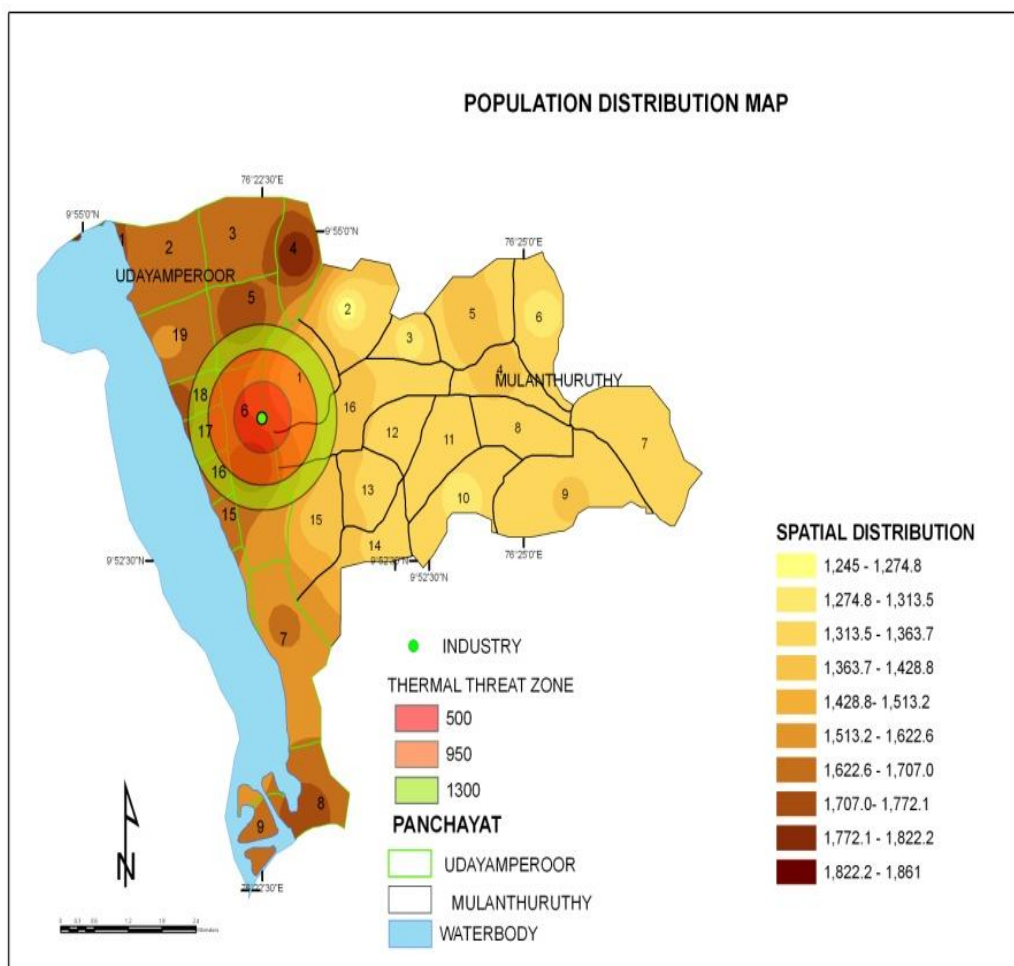 POPULATION DISTRIBUTION MAP
76°22'30"E
9°55'0"N
9°55'0"N
76°25'0"E
1
2
3
4
UDAYAMPEROOR
5
19
2
3
5
6
1
4
MULANTHURUTHY
18
6
16
17
12
11
8
7
16
13
10
9
15
15
14
9°52'30"N
9°52'30"N
9°52'30"N
76°25'0"E
7
8
9
76°22'30"E
INDUSTRY
THERMAL THREAT ZONE
500
950
1300
PANCHAYAT
UDAYAMPEROOR
MULANTHURUTHY
WATERBODY
SPATIAL DISTRIBUTION
1,245 - 1,274.8
1,274.8 - 1,313.5
1,313.5 - 1,363.7
1,363.7 - 1,428.8
1,428.8- 1,513.2
1,513.2 - 1,622.6
1,622.6 - 1,707.0
1,707.0- 1,772.1
1,772.1 - 1,822.2
1,822.2 - 1,861
N